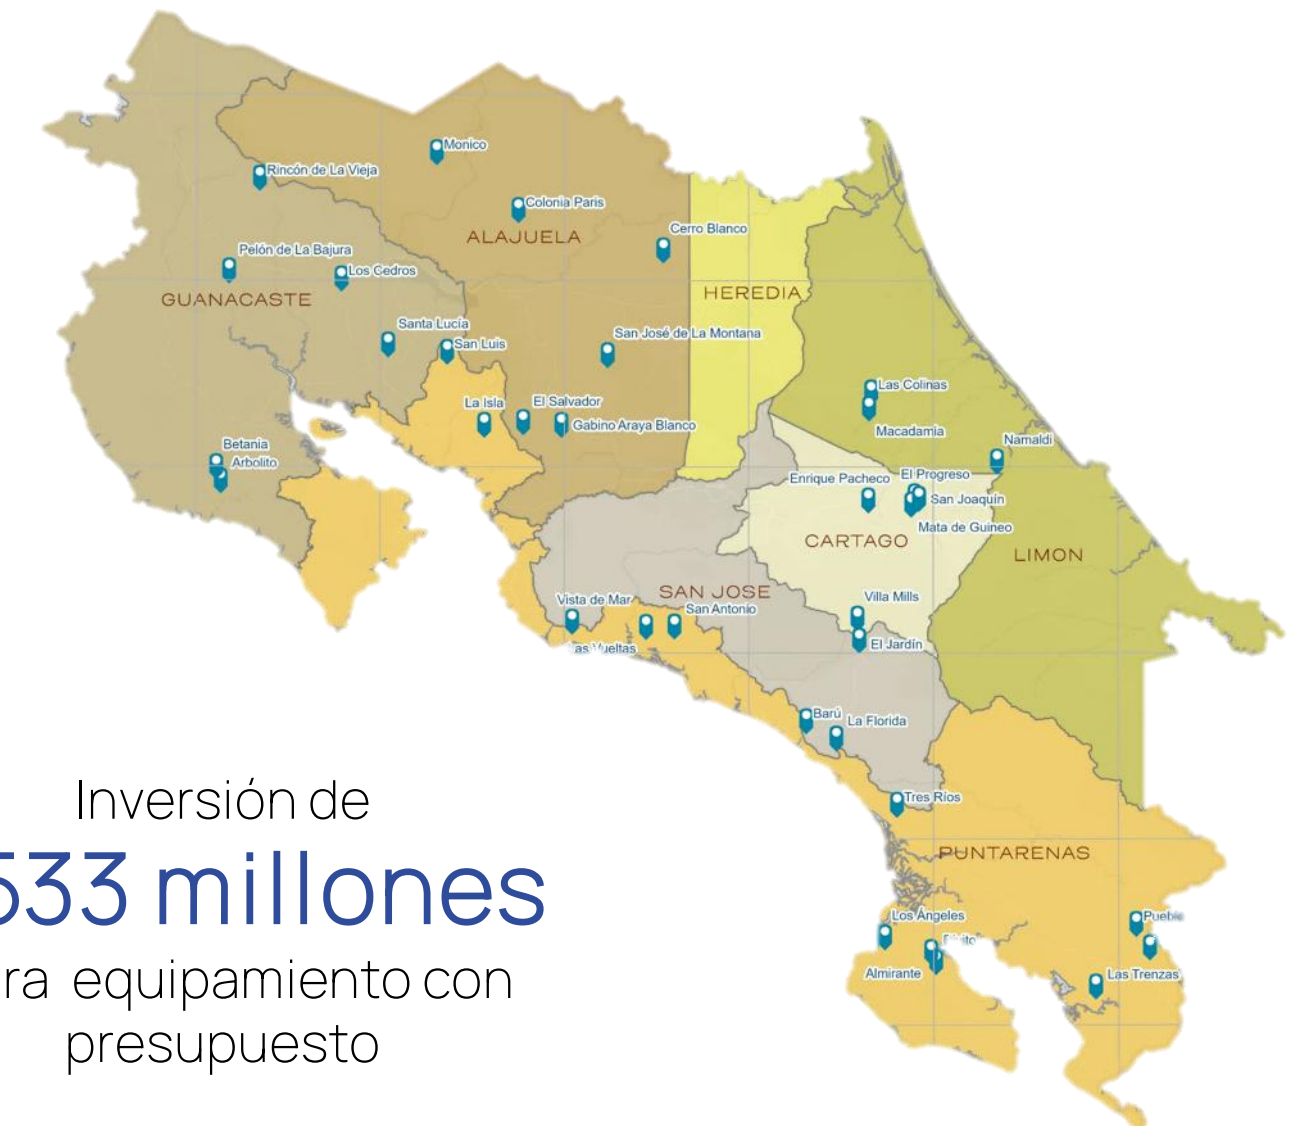 Monico
Rincón de La Vieja
Colonia Paris
Cerro Blanco
ALAJUELA
Pelón de La Bajura
Los Cedros
GUANACASTE
HEREDIA
Santa Lucía
San José de La Montana
San Luis
Las Colinas
La Isla
El Salvador
Gabino Araya Blanco
Macadamia
Betania
Arbolito
Namaldi
Enrique Pacheco
El Progreso
San Joaquín
Mata de Guineo
CARTAGO
LIMON
Vista de Mar
SAN JOSE
San Antonio
Villa Mills
El Jardín
Vueltas
Barú
La Florida
Tres Ríos
PUNTARENAS
Los Ángeles
Almirante
Las Trenzas
Inversión de
533 millones
equipamiento con
presupuesto